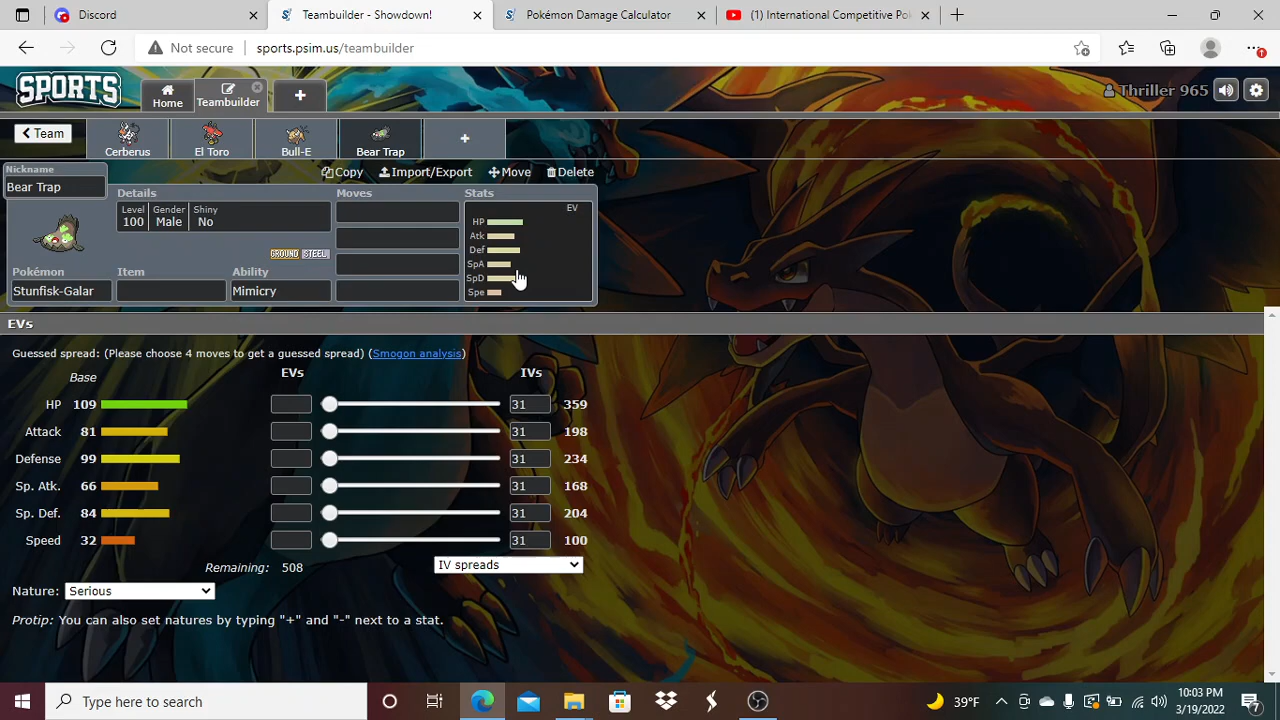 Discord
Teambuilder - Showdown!
Pokémon Damage Calculator
(1) International Competitive Po
Not secure
sports.psim.us/teambuilder
SPORTS
Home
Teambuilder
+
Thriller 965
Team
Cerberus
El Toro
Bull-E
Bear Trap
+
Nickname
Bear Trap
Copy
Import/Export
Move
Delete
Details
Moves
Stats
Level Gender Shiny
100 Male No
EV
HP
Atk
Def
SpA
SpD
Spe
GROUND STEEL
Pokémon
Item
Ability
Stunfisk-Galar
Mimicry
EVs
Guessed spread: (Please choose 4 moves to get a guessed spread) (Smogon analysis)
Base
EVs
IVs
HP 109 31 359
Attack 81 31 198
Defense 99 31 234
Sp. Atk. 66 31 168
Sp. Def. 84 31 204
Speed 32 31 100
Remaining: 508
IV spreads
Nature: Serious
Protip: You can also set natures by typing "+" and "-" next to a stat.
Type here to search
39°F
10:03 PM
3/19/2022
7